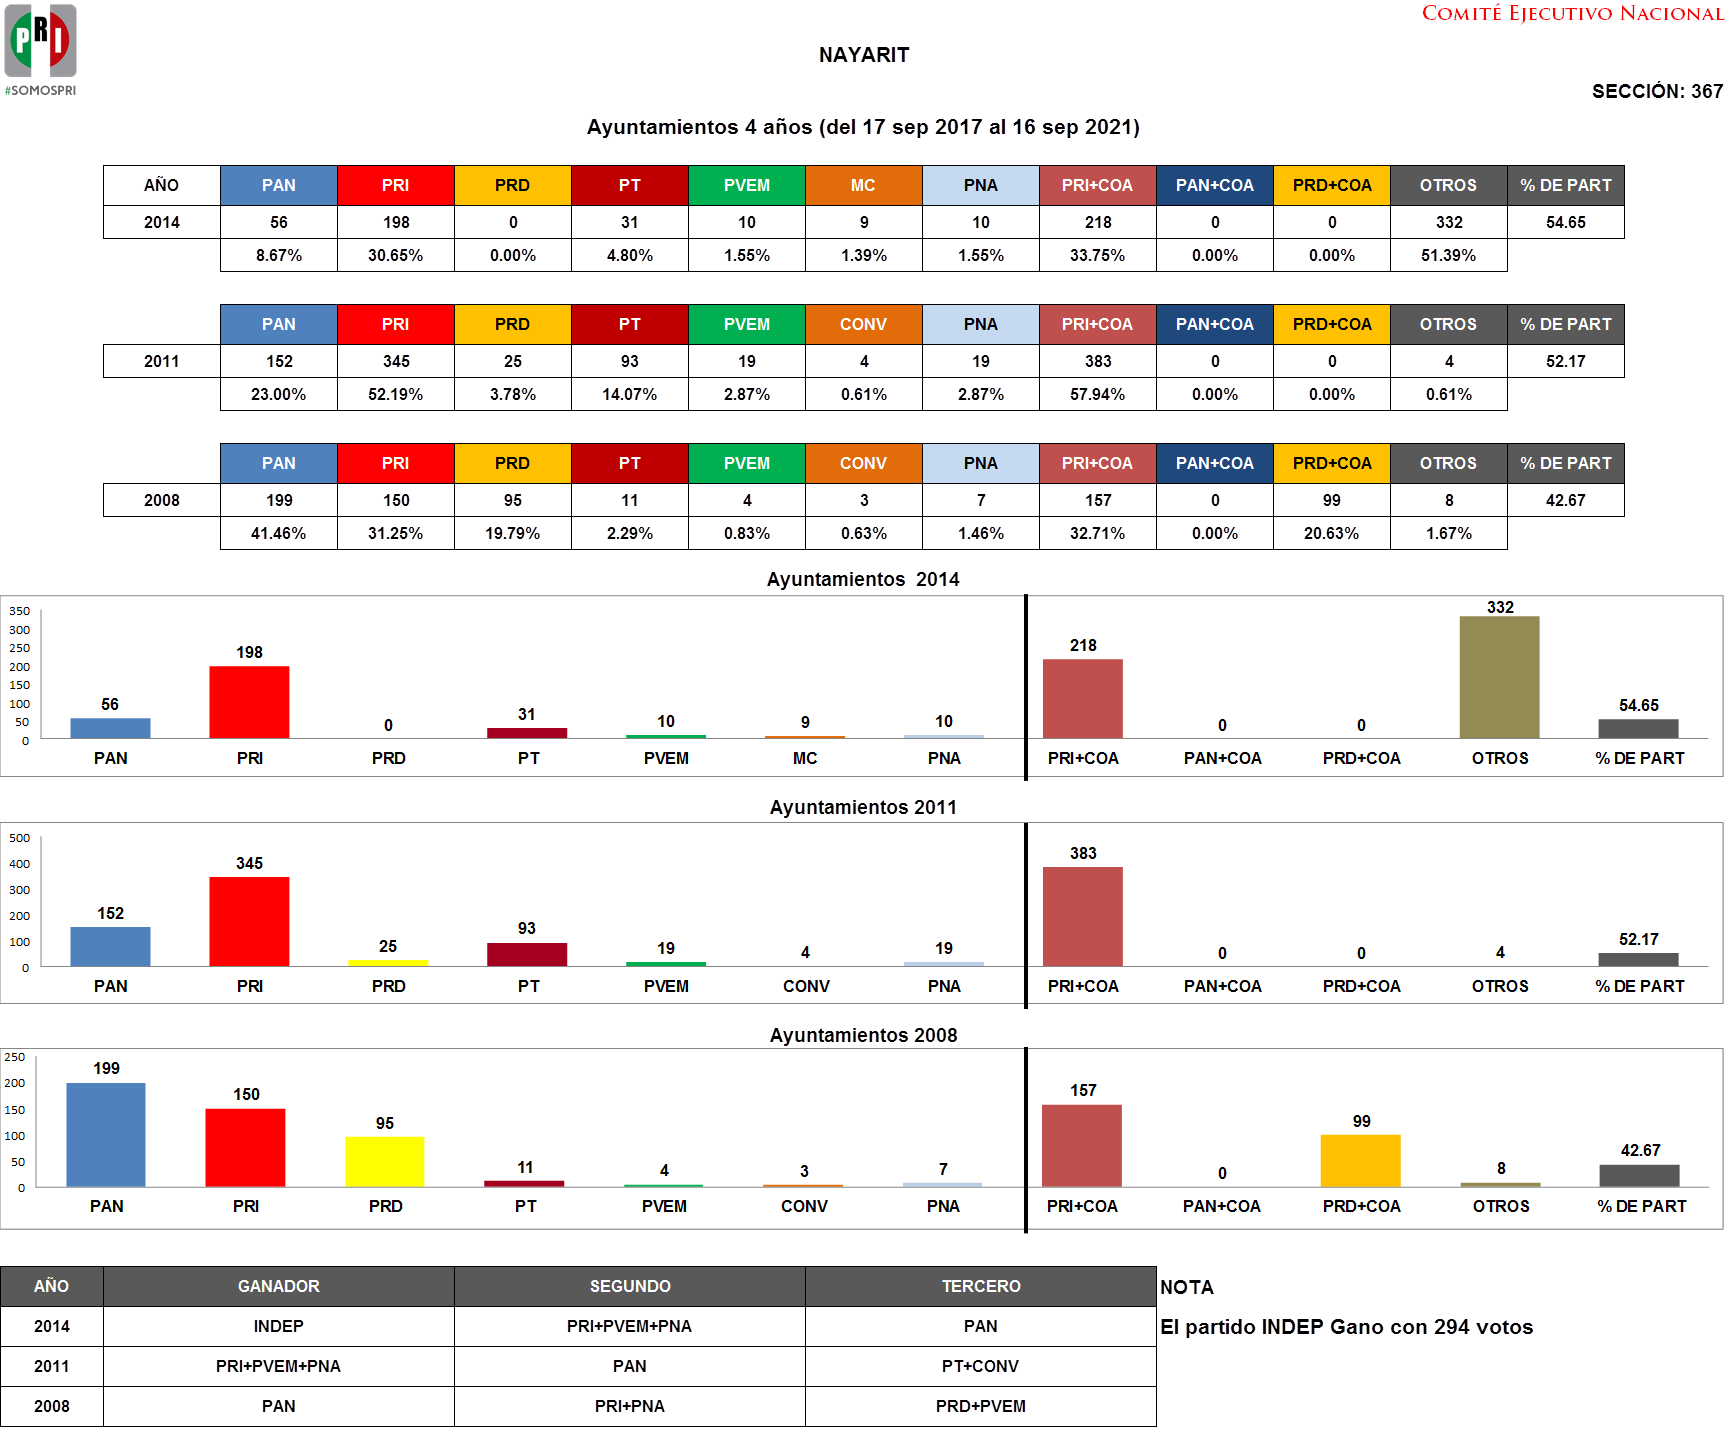 COMITÉ EJECUTIVO NACIONAL
PRI
#SOMOSPRI
NAYARIT
SECCIÓN: 367
Ayuntamientos 4 años (del 17 sep 2017 al 16 sep 2021)
AÑO PAN PRI PRD PT PVEM MC PNA PRI+COA PAN+COA PRD+COA OTROS % DE PART
2014 56 198 0 31 10 9 10 218 0 0 332 54.65
8.67% 30.65% 0.00% 4.80% 1.55% 1.39% 1.55% 33.75% 0.00% 0.00% 51.39%
PAN PRI PRD PT PVEM CONV PNA PRI+COA PAN+COA PRD+COA OTROS % DE PART
2011 152 345 25 93 19 4 19 383 0 0 4 52.17
23.00% 52.19% 3.78% 14.07% 2.87% 0.61% 2.87% 57.94% 0.00% 0.00% 0.61%
PAN PRI PRD PT PVEM CONV PNA PRI+COA PAN+COA PRD+COA OTROS % DE PART
2008 199 150 95 11 4 3 7 157 0 99 8 42.67
41.46% 31.25% 19.79% 2.29% 0.83% 0.63% 1.46% 32.71% 0.00% 20.63% 1.67%
Ayuntamientos 2014
350
300
250
200
150
100
50
0
56 198 0 31 10 9 10 218 0 0 332 54.65
PAN PRI PRD PT PVEM MC PNA PRI+COA PAN+COA PRD+COA OTROS % DE PART
Ayuntamientos 2011
500
400
300
200
100
0
152 345 25 93 19 4 19 383 0 0 4 52.17
PAN PRI PRD PT PVEM CONV PNA PRI+COA PAN+COA PRD+COA OTROS % DE PART
Ayuntamientos 2008
250
200
150
100
50
0
199 150 95 11 4 3 7 157 0 99 8 42.67
PAN PRI PRD PT PVEM CONV PNA PRI+COA PAN+COA PRD+COA OTROS % DE PART
AÑO GANADOR SEGUNDO TERCERO NOTA
2014 INDEP PRI+PVEM+PNA PAN El partido INDEP Gano con 294 votos
2011 PRI+PVEM+PNA PAN PT+CONV
2008 PAN PRI+PNA PRD+PVEM